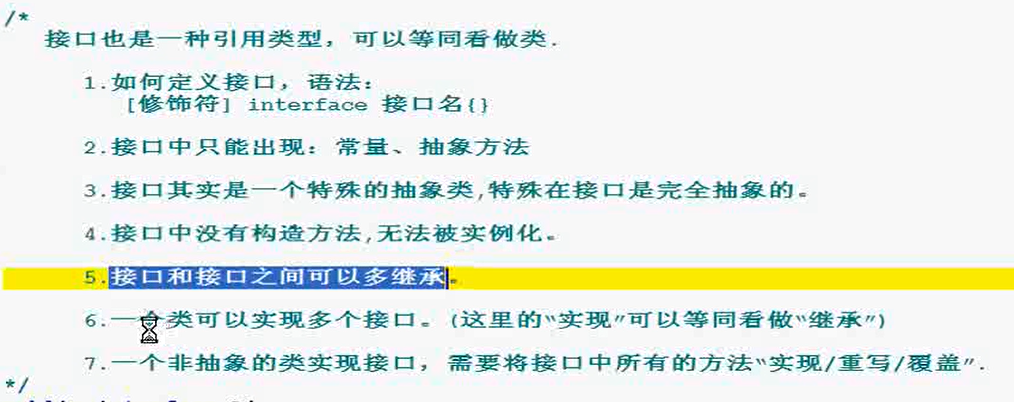 /*
接口也是一种引用类型，可以等同看做类.
1.如何定义接口，语法：
[修饰符] interface 接口名{}
2.接口中只能出现：常量、抽象方法
3.接口其实是一个特殊的抽象类,特殊在接口是完全抽象的。
4.接口中没有构造方法,无法被实例化。
5.接口和接口之间可以多继承。
6.一个类可以实现多个接口。(这里的“实现”可以等同看做“继承”)
7.一个非抽象的类实现接口，需要将接口中所有的方法“实现/重写/覆盖”.
*/